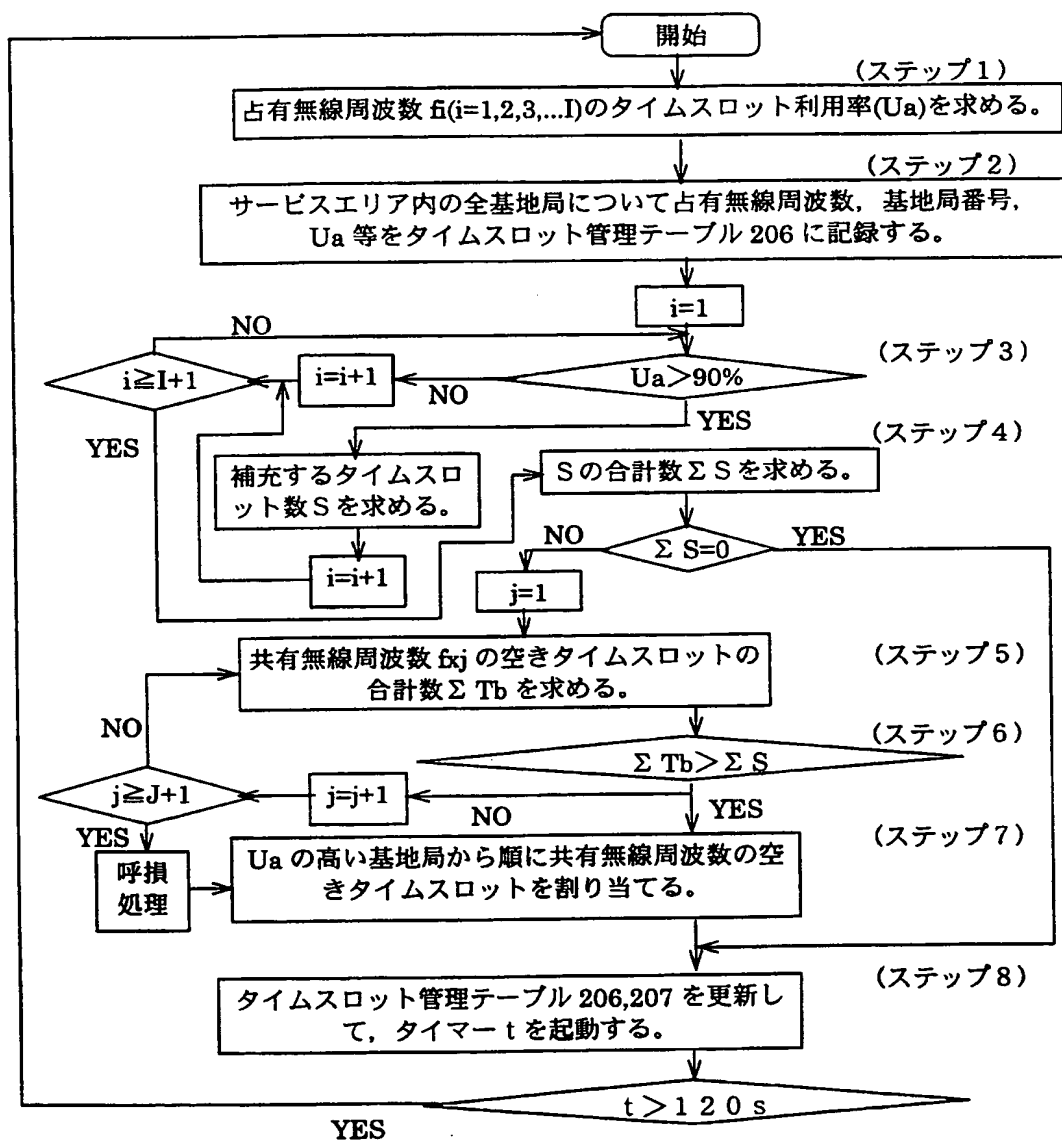 開始
(ステップ1)
占有無線周波数 fi(i=1,2,3,...I)のタイムスロット利用率(Ua)を求める。
(ステップ2)
サービスエリア内の全基地局について占有無線周波数,基地局番号,
Ua 等をタイムスロット管理テーブル 206 に記録する。
i=1
NO
(ステップ3)
i≧I+1
i=i+1
NO
Ua>90%
YES
YES
(ステップ4)
補充するタイムスロ
ット数Sを求める。
Sの合計数Σ S を求める。
NO
Σ S=0
YES
i=i+1
j=1
共有無線周波数 fxj の空きタイムスロットの
合計数Σ Tb を求める。
(ステップ5)
NO
(ステップ6)
Σ Tb>Σ S
j≧J+1
j=j+1
NO
YES
YES
(ステップ7)
呼損
処理
Ua の高い基地局から順に共有無線周波数の空
きタイムスロットを割り当てる。
(ステップ8)
タイムスロット管理テーブル 206,207 を更新し
て,タイマー t を起動する。
t>120s
YES